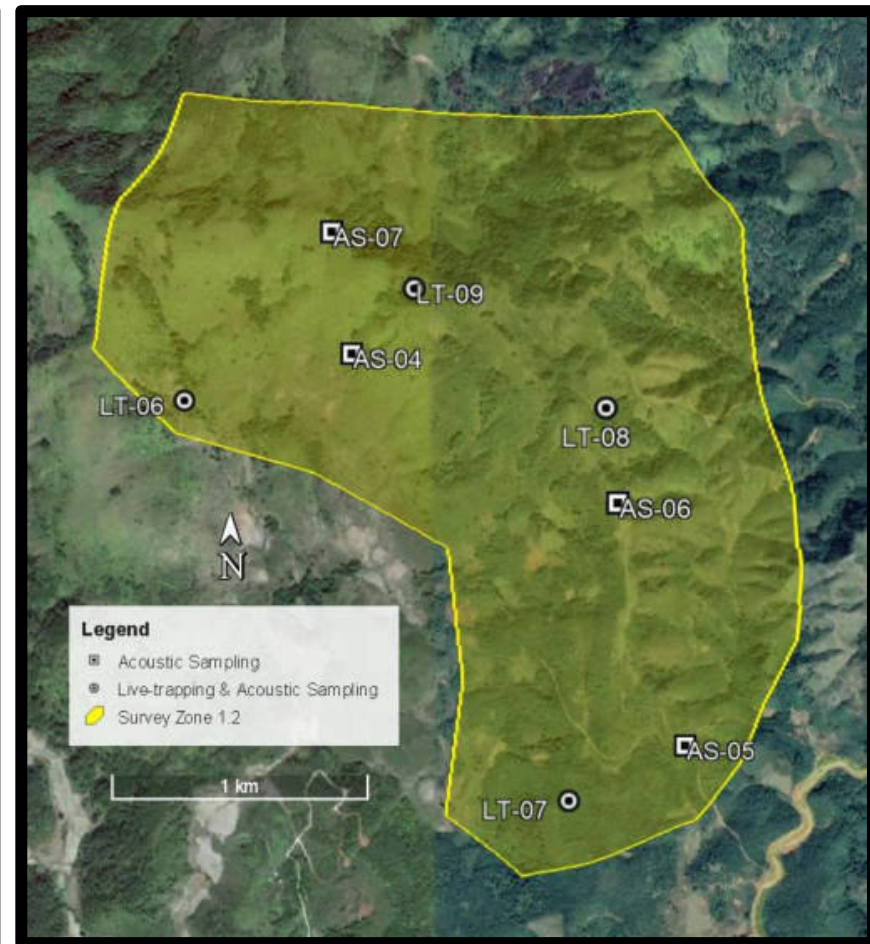 AS-07
LT-09
AS-04
LT-06
LT-08
AS-06
N
Legend
Acoustic Sampling
Live-trapping & Acoustic Sampling
Survey Zone 1.2
AS-05
1 km
LT-07